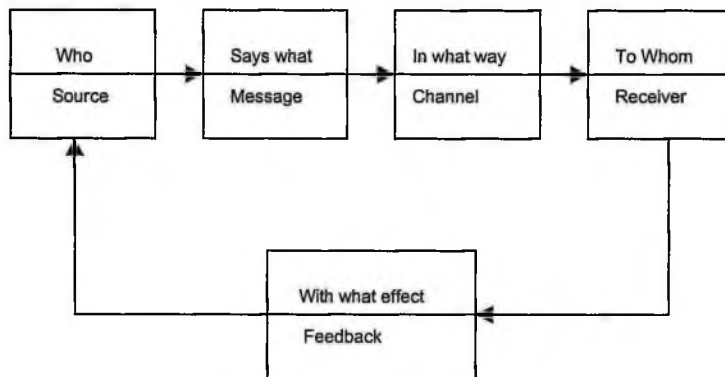 Who
Source
Says what
Message
In what way
Channel
To Whom
Receiver
With what effect
Feedback